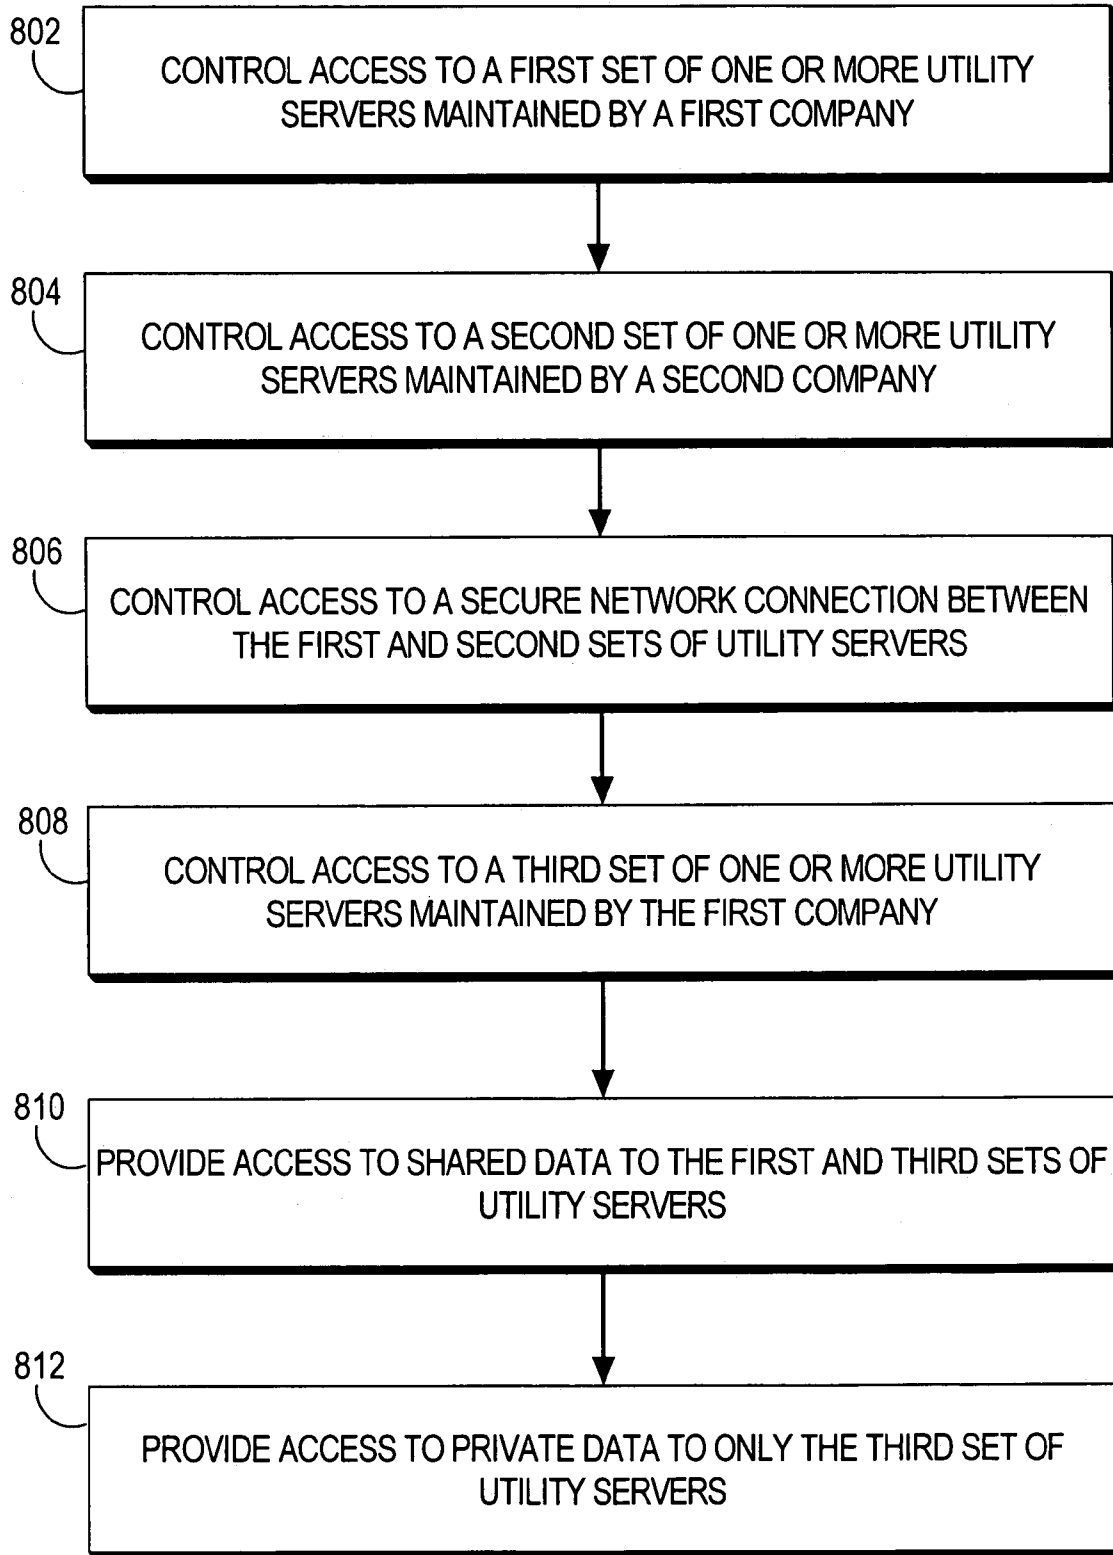 802
CONTROL ACCESS TO A FIRST SET OF ONE OR MORE UTILITY
SERVERS MAINTAINED BY A FIRST COMPANY
804
CONTROL ACCESS TO A SECOND SET OF ONE OR MORE UTILITY
SERVERS MAINTAINED BY A SECOND COMPANY
806
CONTROL ACCESS TO A SECURE NETWORK CONNECTION BETWEEN
THE FIRST AND SECOND SETS OF UTILITY SERVERS
808
CONTROL ACCESS TO A THIRD SET OF ONE OR MORE UTILITY
SERVERS MAINTAINED BY THE FIRST COMPANY
810
PROVIDE ACCESS TO SHARED DATA TO THE FIRST AND THIRD SETS OF
UTILITY SERVERS
812
PROVIDE ACCESS TO PRIVATE DATA TO ONLY THE THIRD SET OF
UTILITY SERVERS